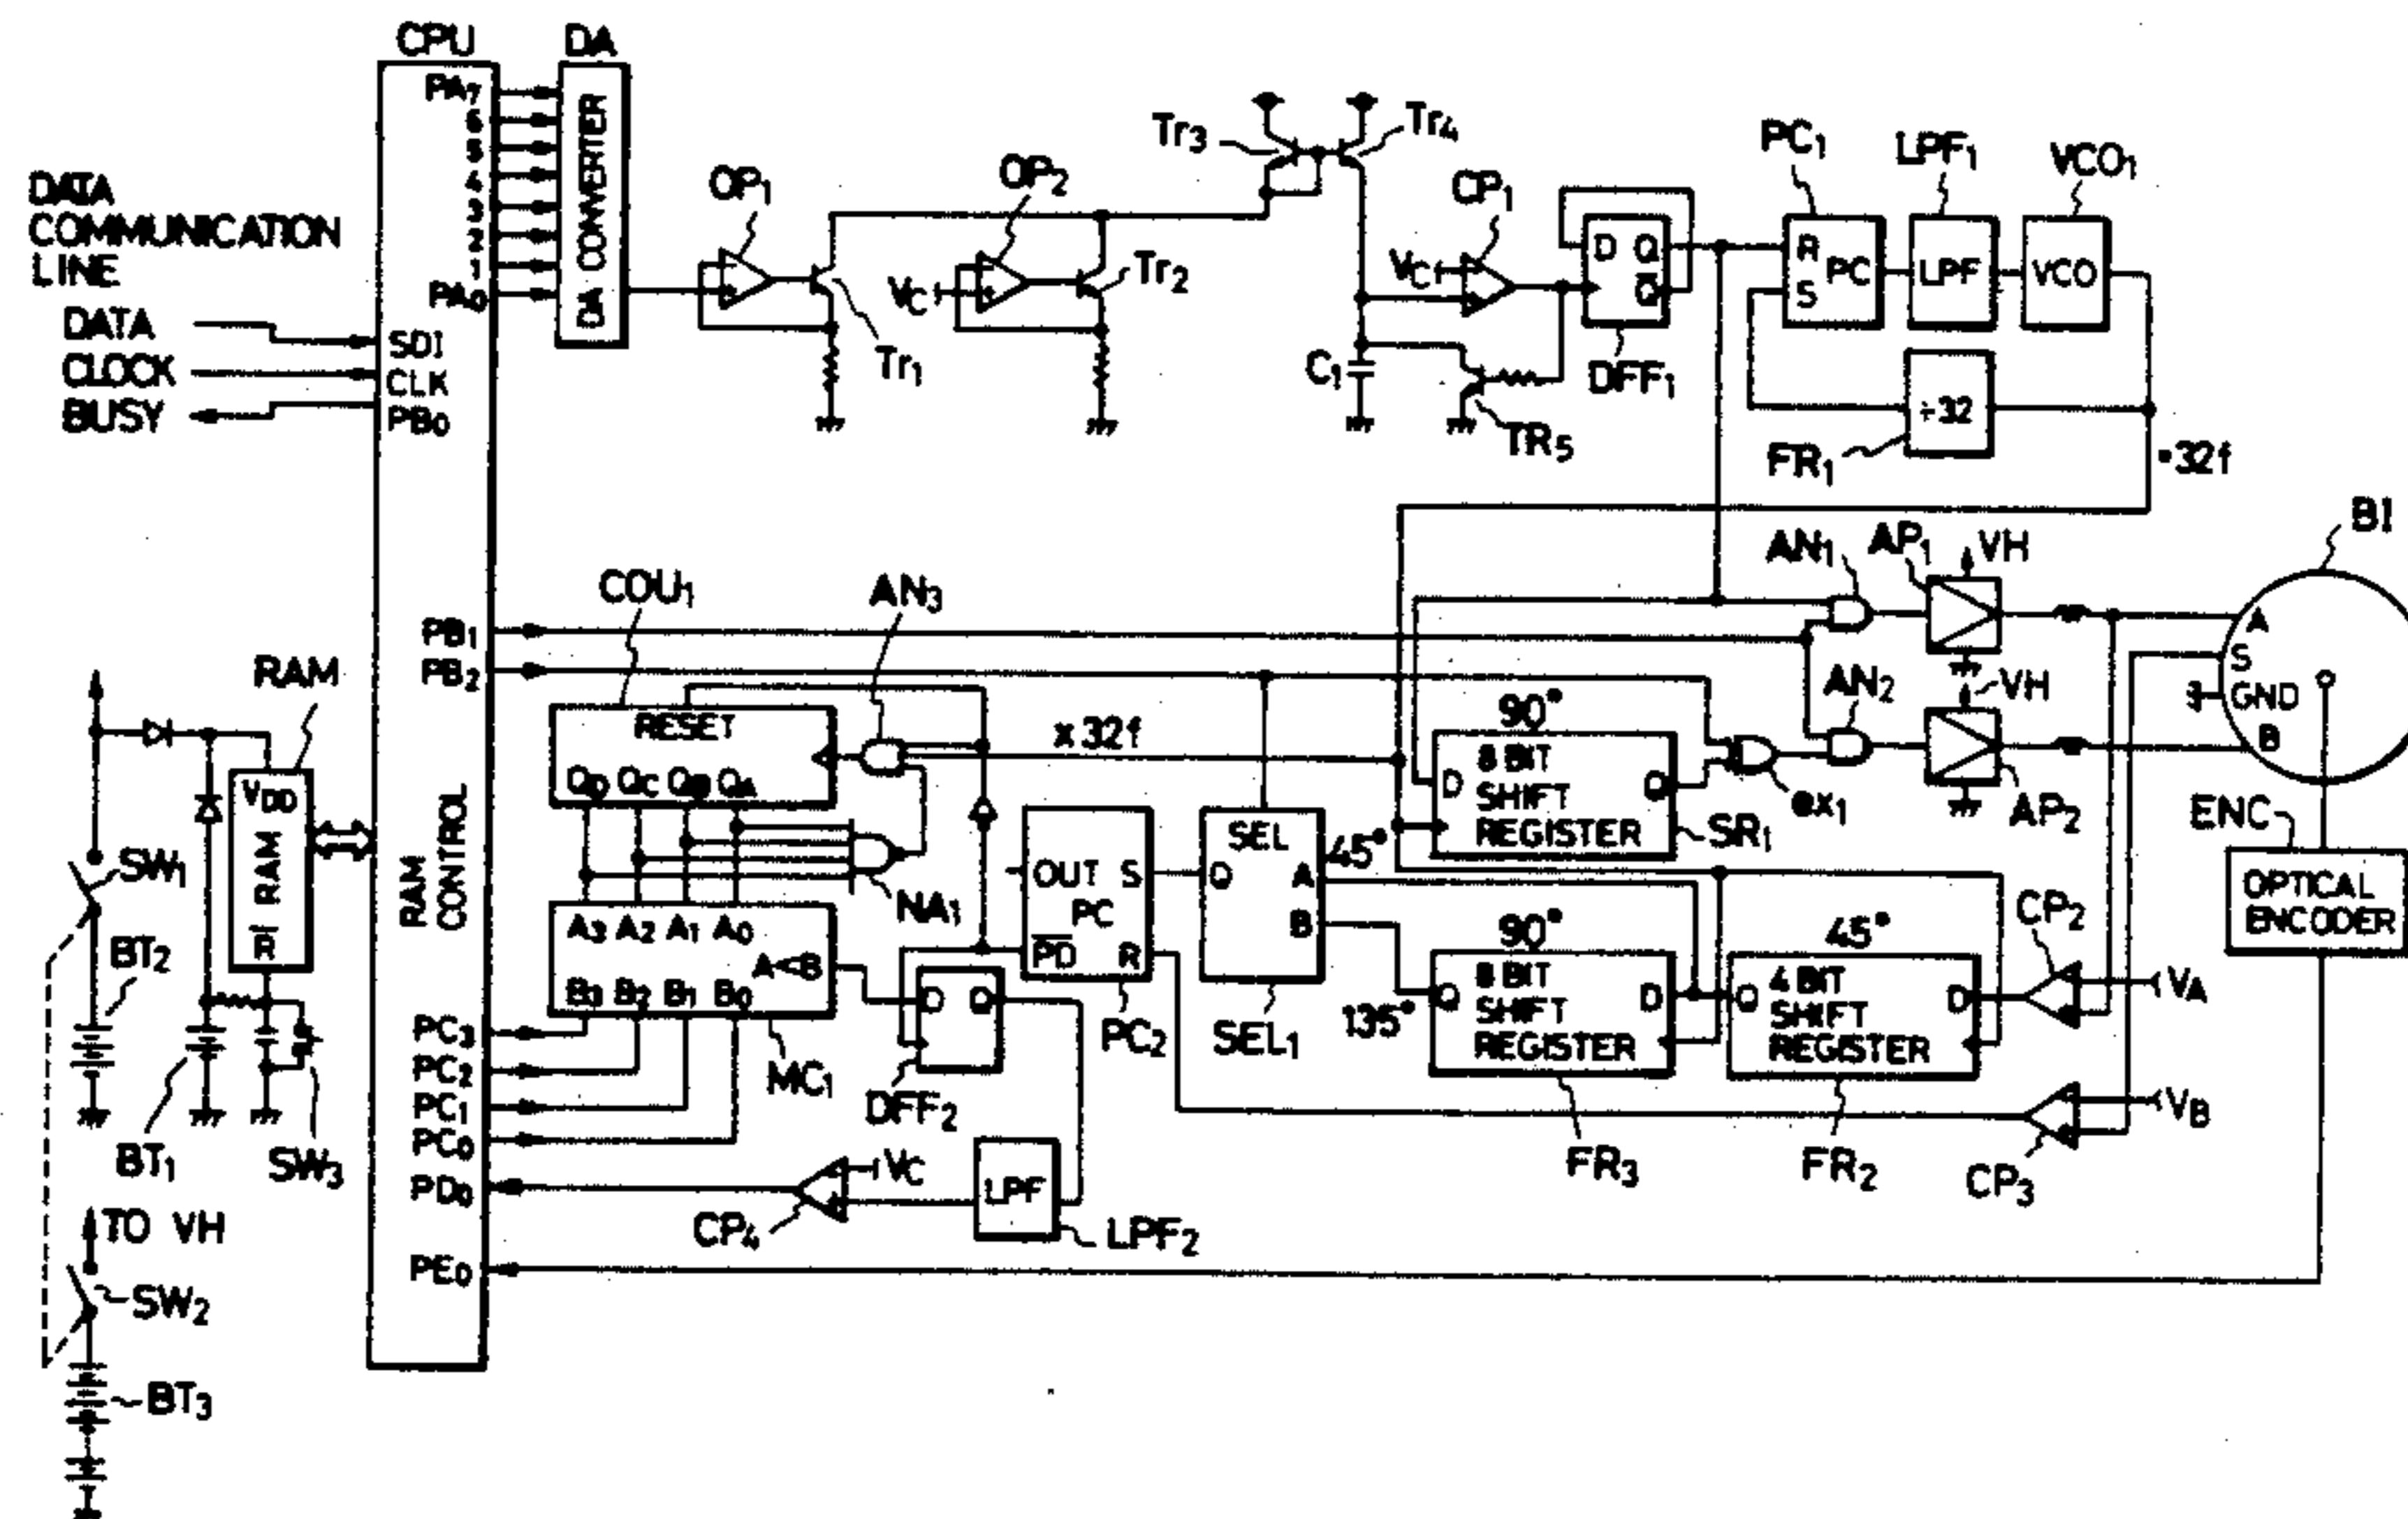 CPU
DA
PA7
6
5
4
3
2
1
PA0
DA CONVERTER
DATA
COMMUNICATION
LINE
DATA
CLOCK
BUSY
SDI
CLK
PB0
OP1
Tr1
VC
OP2
Tr2
Tr3
Tr4
VC
CP1
C1
TR5
D Q
Q̅
DIFF1
PC1
R
S
PC
LPF1
LPF
VCO1
VCO
÷32
FR1
•32f
B1
PB1
PB2
COU1
AN3
RESET
QD QC QB QA
x 32f
AN1
AP1
VH
AN2
VH
AP2
A
S
GND
B
ENC
OPTICAL
ENCODER
90°
8 BIT
SHIFT
REGISTER
D
Q
SR1
ex1
RAM
VDD
RAM
R̅
RAM
CONTROL
SW1
BT2
BT1
SW3
NA1
A3 A2 A1 A0
A<B
B3 B2 B1 B0
MC1
OUT S
PC
P̅D̅ R
PC2
SEL
Q
A
B
SEL1
45°
135°
D Q
DFF2
90°
8 BIT
SHIFT
REGISTER
Q
D
FR3
45°
4 BIT
SHIFT
REGISTER
Q
D
FR2
CP2
VA
VB
CP3
PC3
PC2
PC1
PC0
PD0
PE0
VC
CP4
LPF
LPF2
TO VH
SW2
BT3